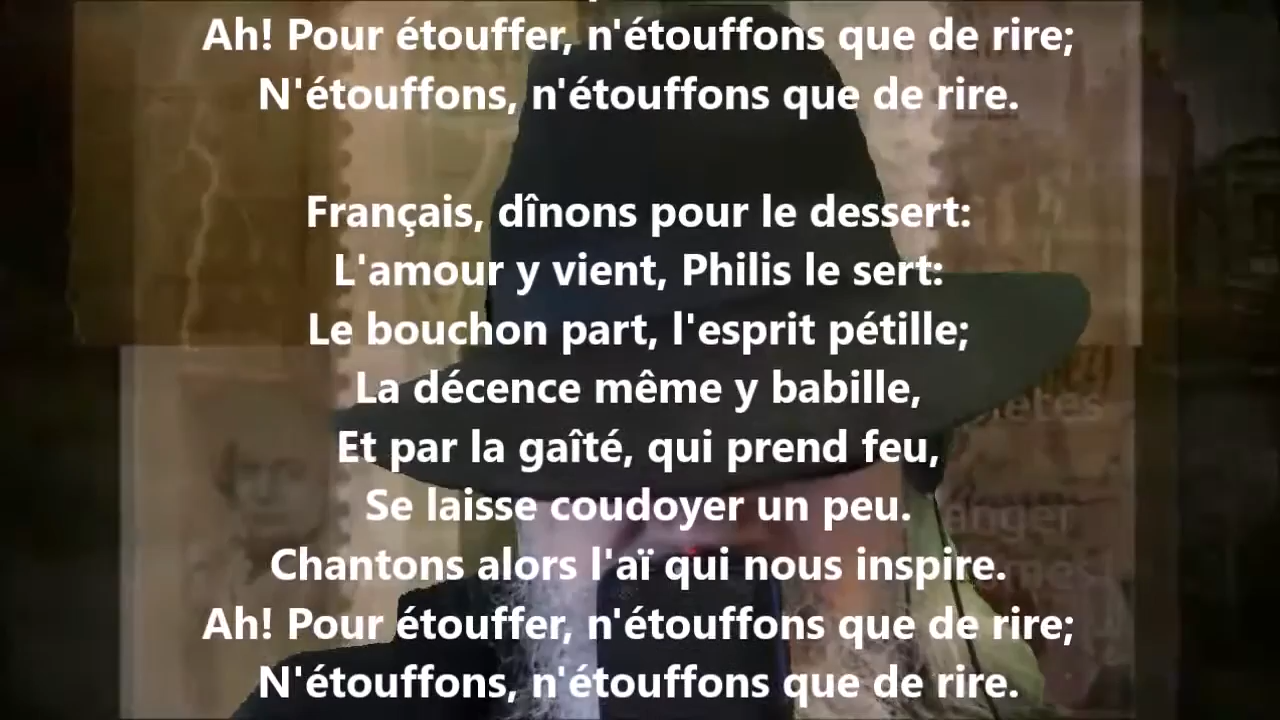 Ah! Pour étouffer, n'étouffons que de rire;
N'étouffons, n'étouffons que de rire.
Français, dînons pour le dessert:
L'amour y vient, Philis le sert:
Le bouchon part, l'esprit pétille;
La décence même y babille,
Et par la gaîté, qui prend feu,
Se laisse coudoyer un peu.
Chantons alors l'aï qui nous inspire.
Ah! Pour étouffer, n'étouffons que de rire;
N'étouffons, n'étouffons que de rire.